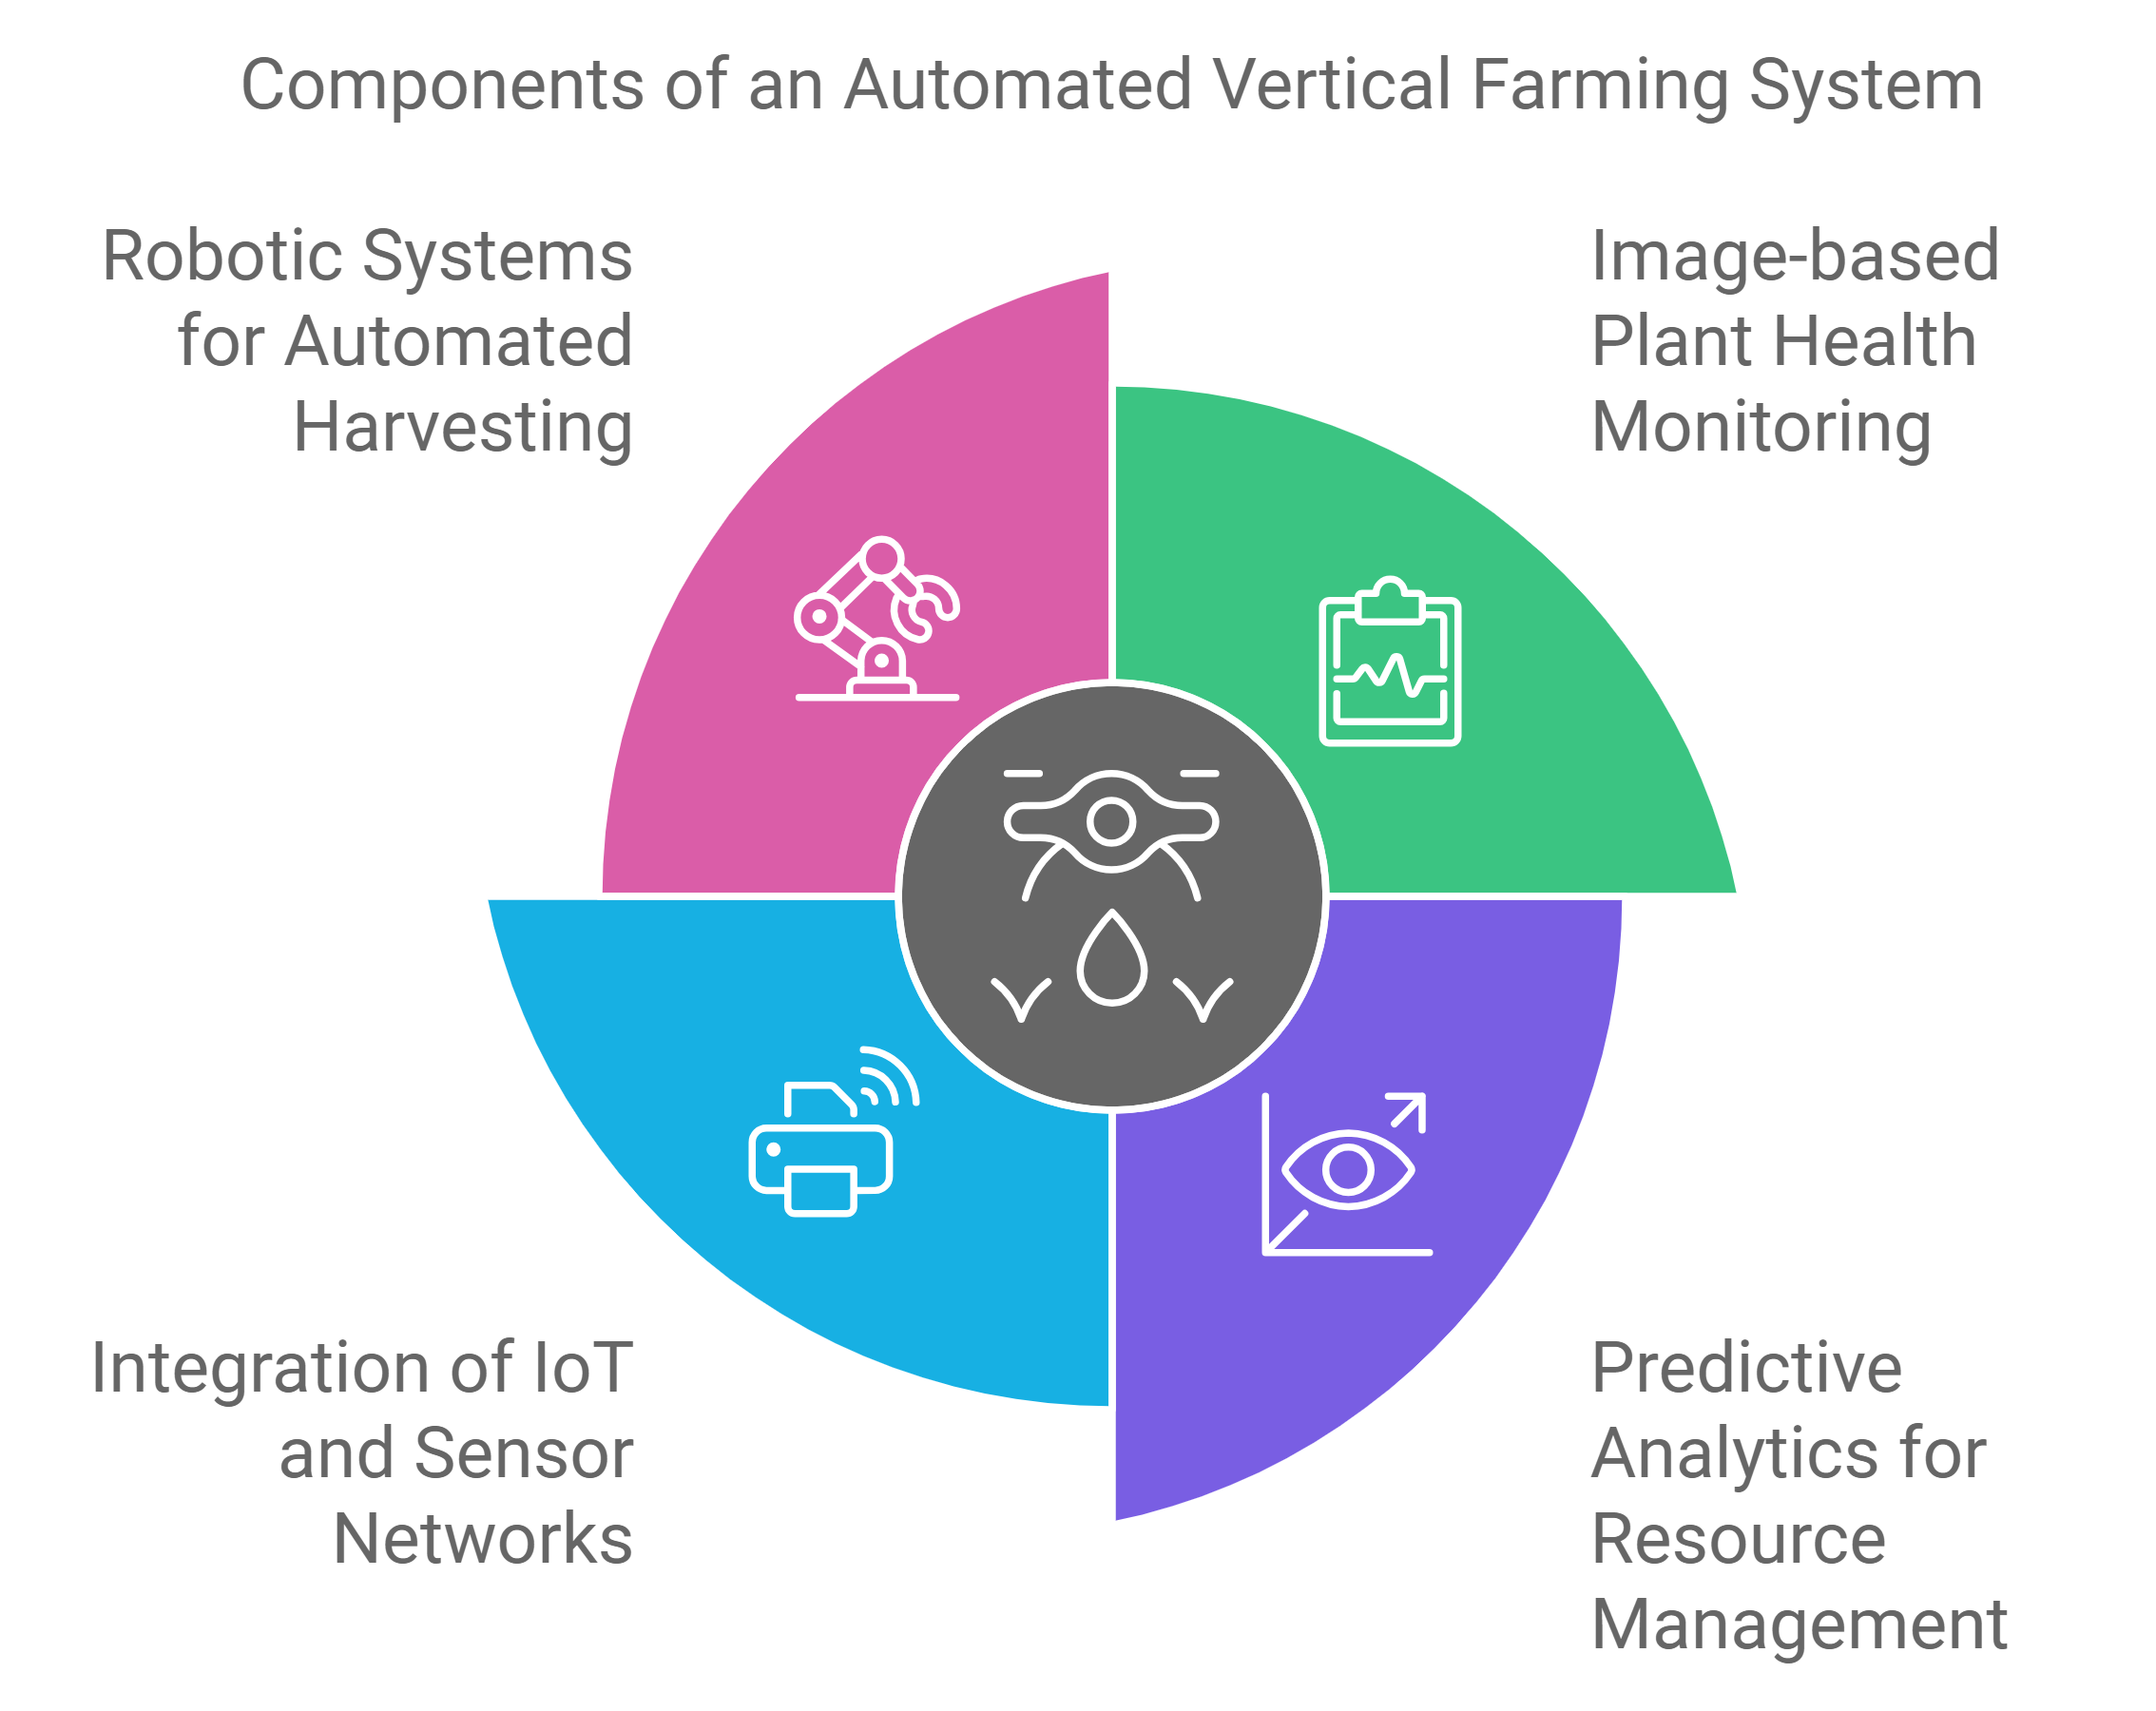 Components of an Automated Vertical Farming System
Robotic Systems
for Automated
Harvesting
Image-based
Plant Health
Monitoring
Integration of IoT
and Sensor
Networks
Predictive
Analytics for
Resource
Management